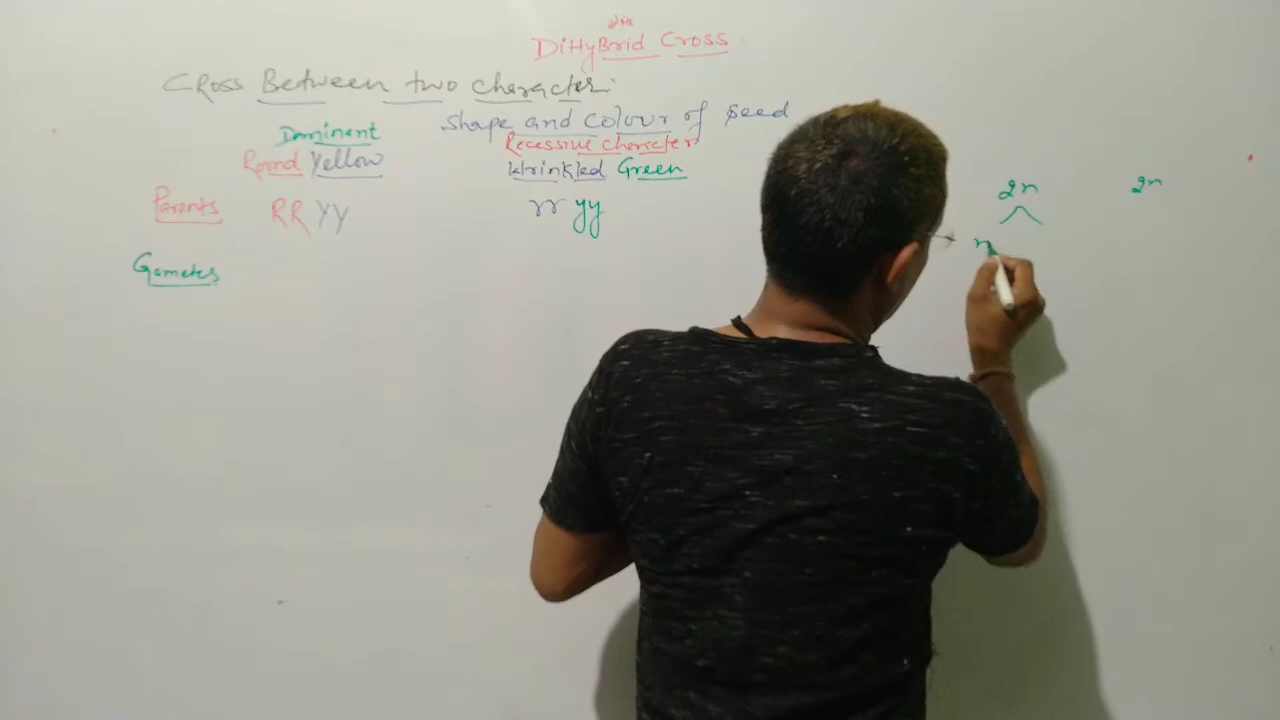 DiHyBrid Cross
CRoss Between two character:
Shape and Colour of Seed
Dominant
Recessive character
Round Yellow
Wrinkled Green
Parents RR YY rr yy
2n 2n
n
Gametes